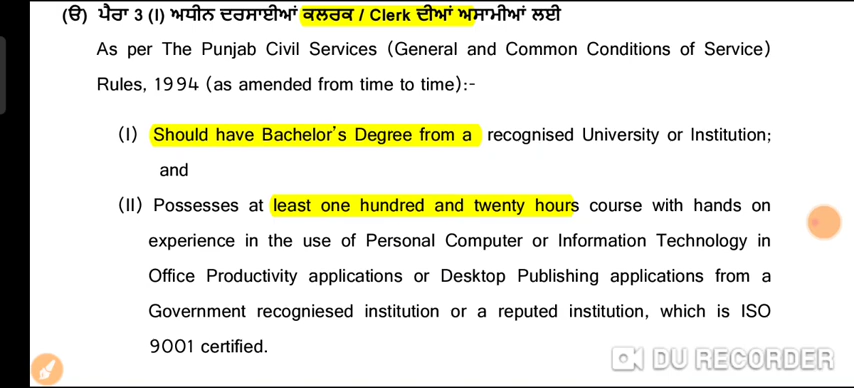 (ੳ) ਪੈਰਾ 3 (I) ਅਧੀਨ ਦਰਸਾਈਆਂ ਕਲਰਕ / Clerk ਦੀਆਂ ਅਸਾਮੀਆਂ ਲਈ
As per The Punjab Civil Services (General and Common Conditions of Service)
Rules, 1994 (as amended from time to time):-
(I) Should have Bachelor's Degree from a recognised University or Institution;
and
(II) Possesses at least one hundred and twenty hours course with hands on
experience in the use of Personal Computer or Information Technology in
Office Productivity applications or Desktop Publishing applications from a
Government recogniesed institution or a reputed institution, which is ISO
9001 certified.
DU RECORDER